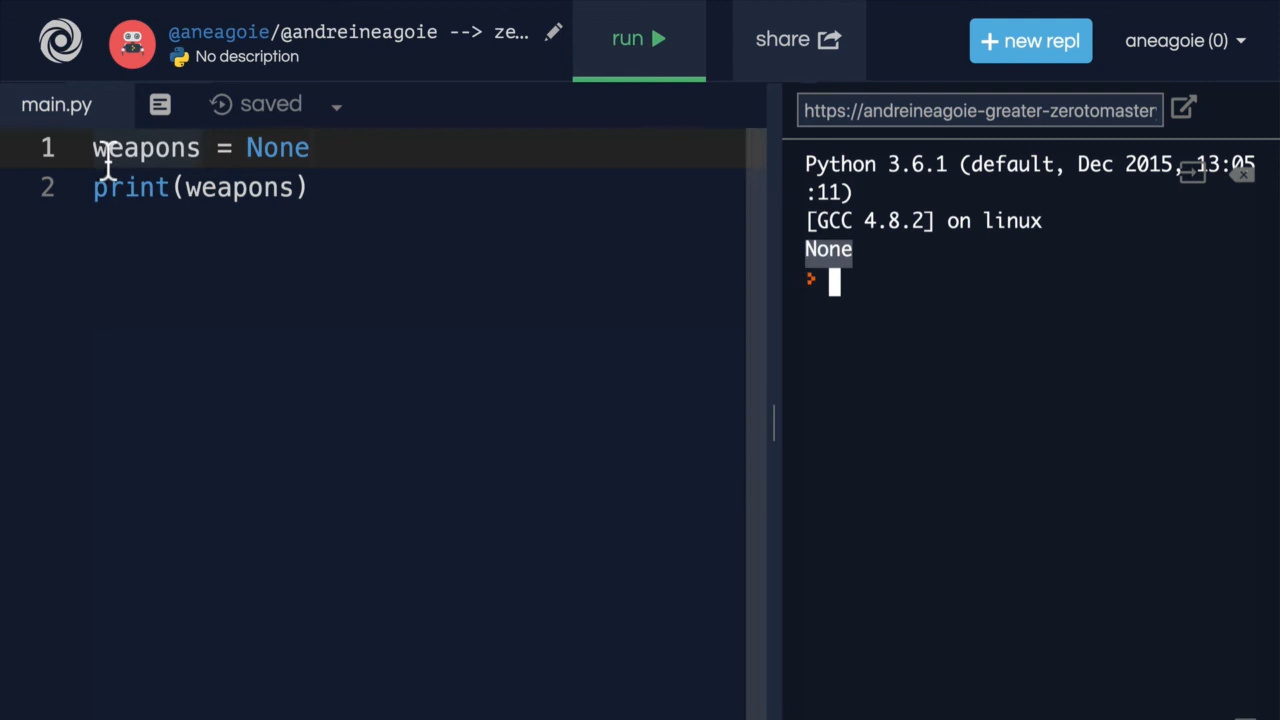 @aneagoie/@andreineagoie --> ze...
No description
run
share
+ new repl
aneagoie (0)
main.py
saved
1 weapons = None
2 print(weapons)
https://andreineagoie-greater-zerotomaster
Python 3.6.1 (default, Dec 2015, 13:05
:11)
[GCC 4.8.2] on linux
None